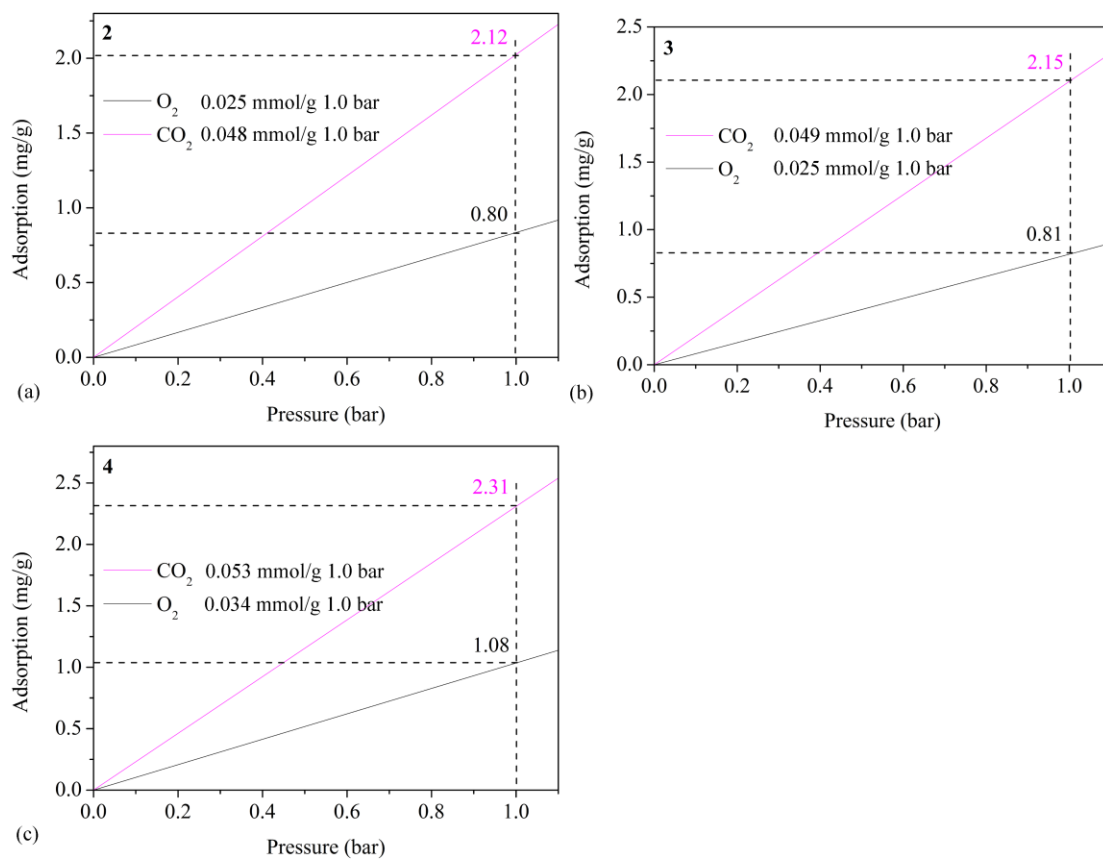 2
2.12
O₂ 0.025 mmol/g 1.0 bar
CO₂ 0.048 mmol/g 1.0 bar
0.80
Adsorption (mg/g)
2.0
1.5
1.0
0.5
0.0
0.0 0.2 0.4 0.6 0.8 1.0
Pressure (bar)
(a)
3
2.15
CO₂ 0.049 mmol/g 1.0 bar
O₂ 0.025 mmol/g 1.0 bar
0.81
Adsorption (mg/g)
2.5
2.0
1.5
1.0
0.5
0.0
0.0 0.2 0.4 0.6 0.8 1.0
Pressure (bar)
(b)
4
2.31
CO₂ 0.053 mmol/g 1.0 bar
O₂ 0.034 mmol/g 1.0 bar
1.08
Adsorption (mg/g)
2.5
2.0
1.5
1.0
0.5
0.0
0.0 0.2 0.4 0.6 0.8 1.0
Pressure (bar)
(c)